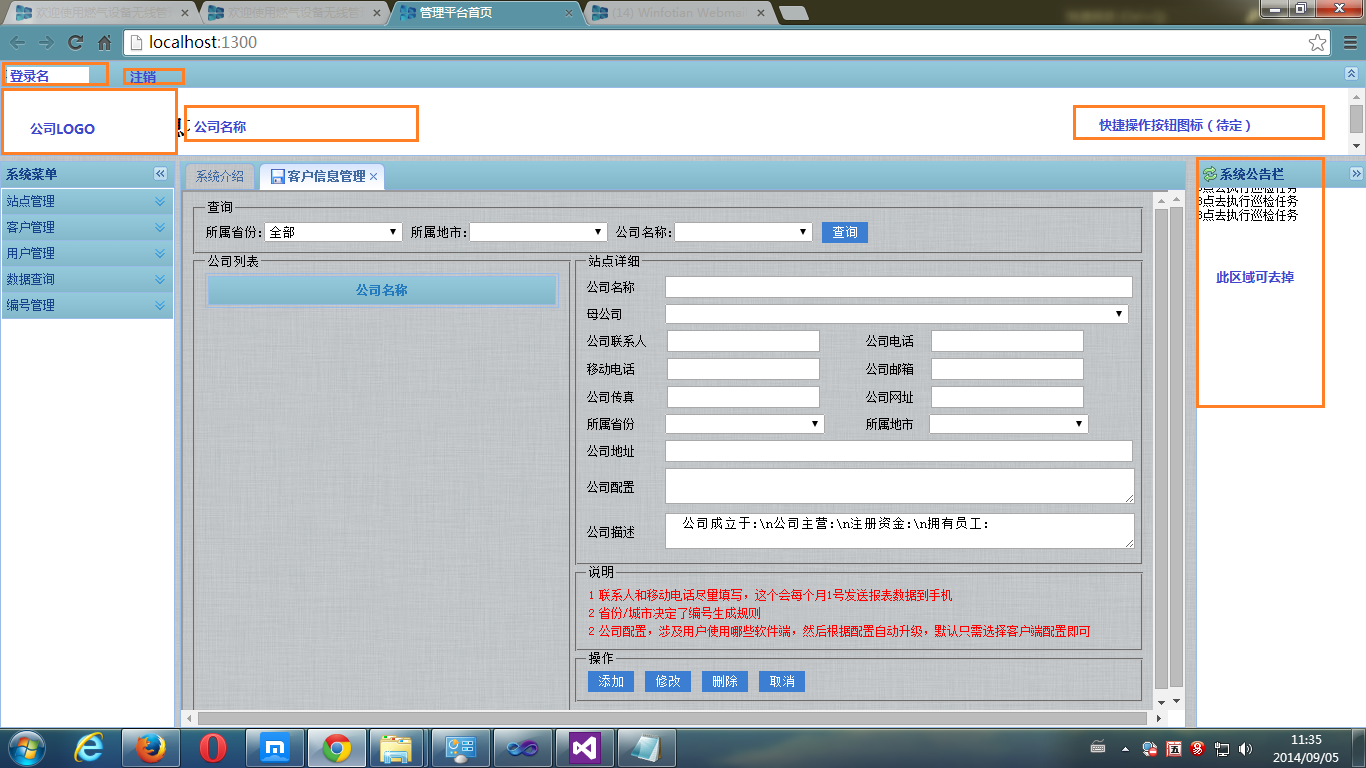 欢迎使用燃气设备无线管
欢迎使用燃气设备无线管
管理平台首页
(14) Winfotian Webmai
localhost:1300
登录名
注销
公司LOGO
公司名称
快捷操作按钮图标（待定）
系统菜单
站点管理
客户管理
用户管理
数据查询
编号管理
系统介绍
客户信息管理
查询
所属省份: 全部
所属地市:
公司名称:
查询
公司列表
公司名称
站点详细
公司名称
母公司
公司联系人
公司电话
移动电话
公司邮箱
公司传真
公司网址
所属省份
所属地市
公司地址
公司配置
公司描述
公司成立于:\n公司主营:\n注册资金:\n拥有员工:
说明
1 联系人和移动电话尽量填写，这个会每个月1号发送报表数据到手机
2 省份/城市决定了编号生成规则
2 公司配置，涉及用户使用哪些软件端，然后根据配置自动升级，默认只需选择客户端配置即可
操作
添加
修改
删除
取消
系统公告栏
3点去执行巡检任务
3点去执行巡检任务
此区域可去掉
11:35
2014/09/05